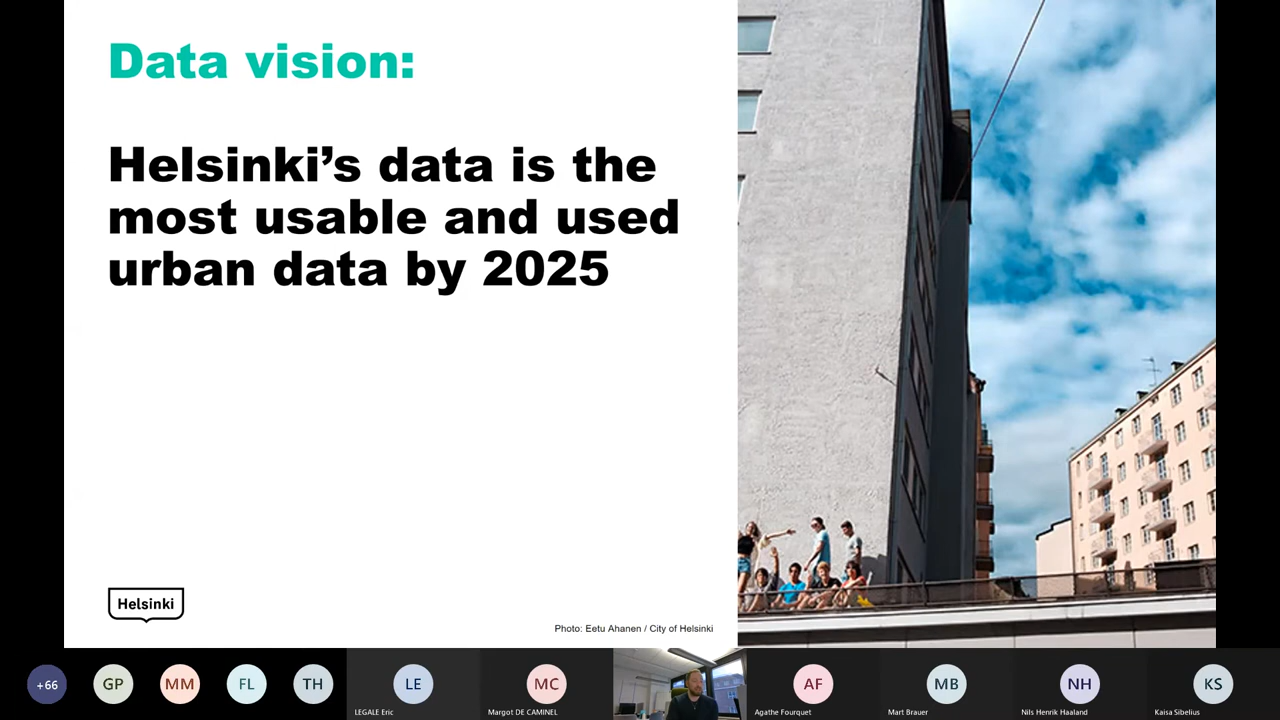 Data vision:
Helsinki’s data is the
most usable and used
urban data by 2025
Helsinki
Photo: Eetu Ahanen / City of Helsinki
+66
GP
MM
FL
TH
LE
MC
AF
MB
NH
KS
LEGALE Eric
Margot DE CAMINEL
Agathe Fourquet
Mart Brauer
Nils Henrik Haaland
Kaisa Sibelius